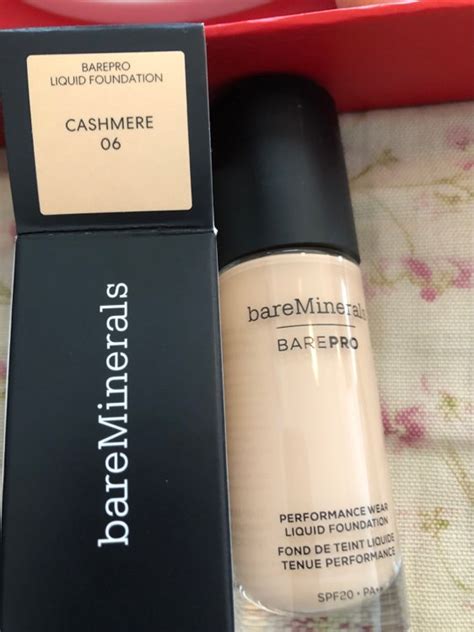 BAREPRO
LIQUID FOUNDATION
CASHMERE
06
bareMinerals
bareMinerals
BAREPRO
PERFORMANCE WEAR
LIQUID FOUNDATION
FOND DE TEINT LIQUIDE
TENUE PERFORMANCE
SPF20 • PA++